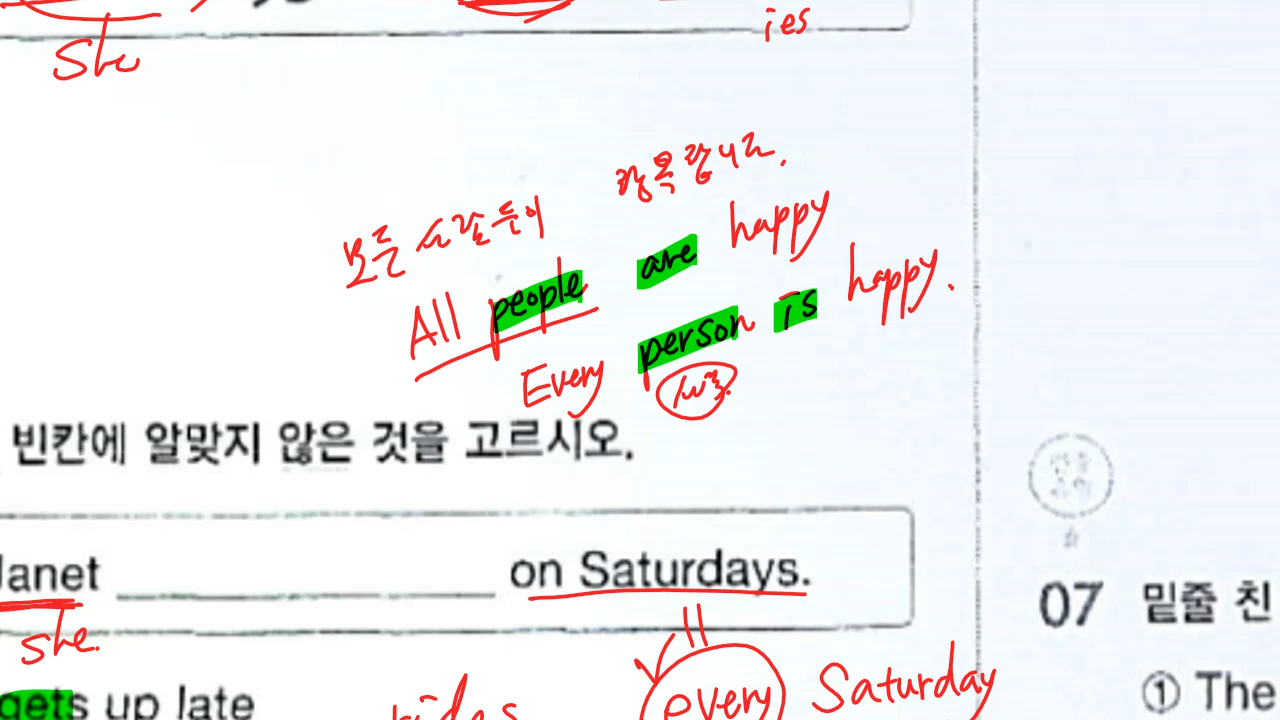 ies
She
행복합니다.
모든 사람들이
All people are happy
Every person is happy.
빈칸에 알맞지 않은 것을 고르시오.
Janet on Saturdays.
she.
07 밑줄 친
gets up late
every Saturday
① The